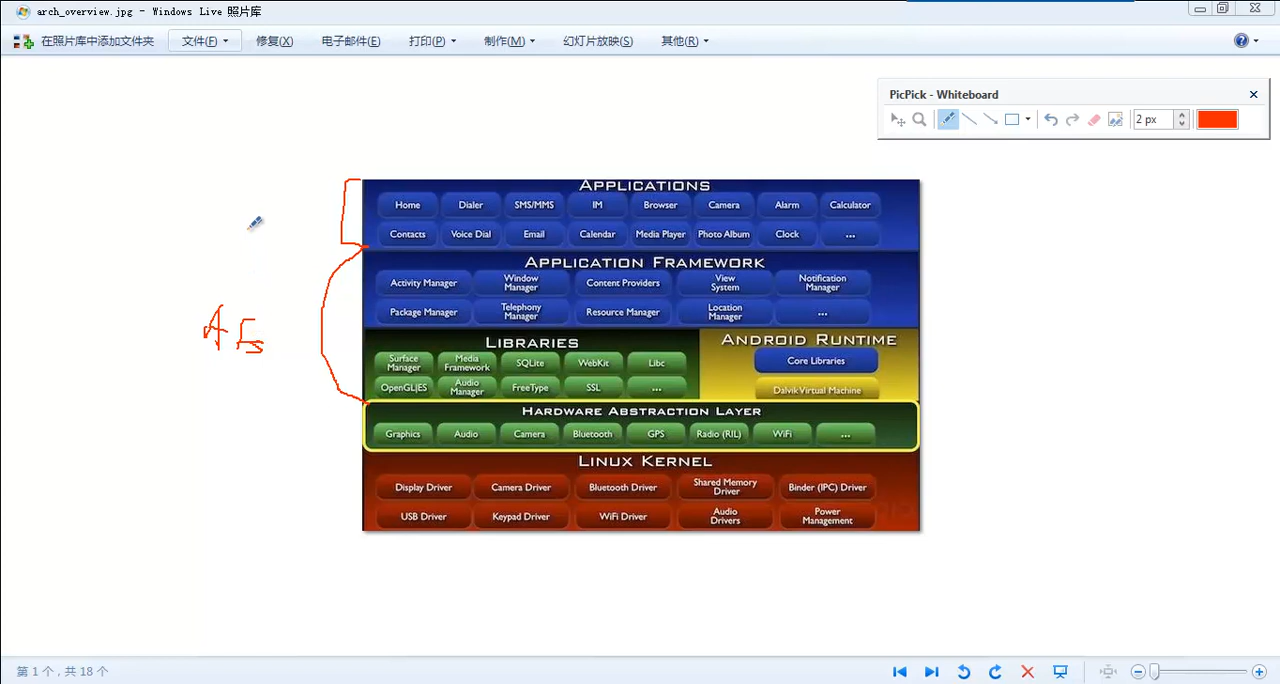 arch_overview.jpg - Windows Live 照片库
在照片库中添加文件夹 文件(F) 修复(X) 电子邮件(E) 打印(P) 制作(M) 幻灯片放映(S) 其他(R)
PicPick - Whiteboard
2 px
APPLICATIONS
Home Dialer SMS/MMS IM Browser Camera Alarm Calculator
Contacts Voice Dial Email Calendar Media Player Photo Album Clock ...
APPLICATION FRAMEWORK
Activity Manager Window Manager Content Providers View System Notification Manager
Package Manager Telephony Manager Resource Manager Location Manager ...
LIBRARIES
Surface Manager Media Framework SQLite WebKit Libc
OpenGL|ES Audio Manager FreeType SSL ...
ANDROID RUNTIME
Core Libraries
Dalvik Virtual Machine
HARDWARE ABSTRACTION LAYER
Graphics Audio Camera Bluetooth GPS Radio (RIL) WiFi ...
LINUX KERNEL
Display Driver Camera Driver Bluetooth Driver Shared Memory Driver Binder (IPC) Driver
USB Driver Keypad Driver WiFi Driver Audio Drivers Power Management
第 1 个，共 18 个